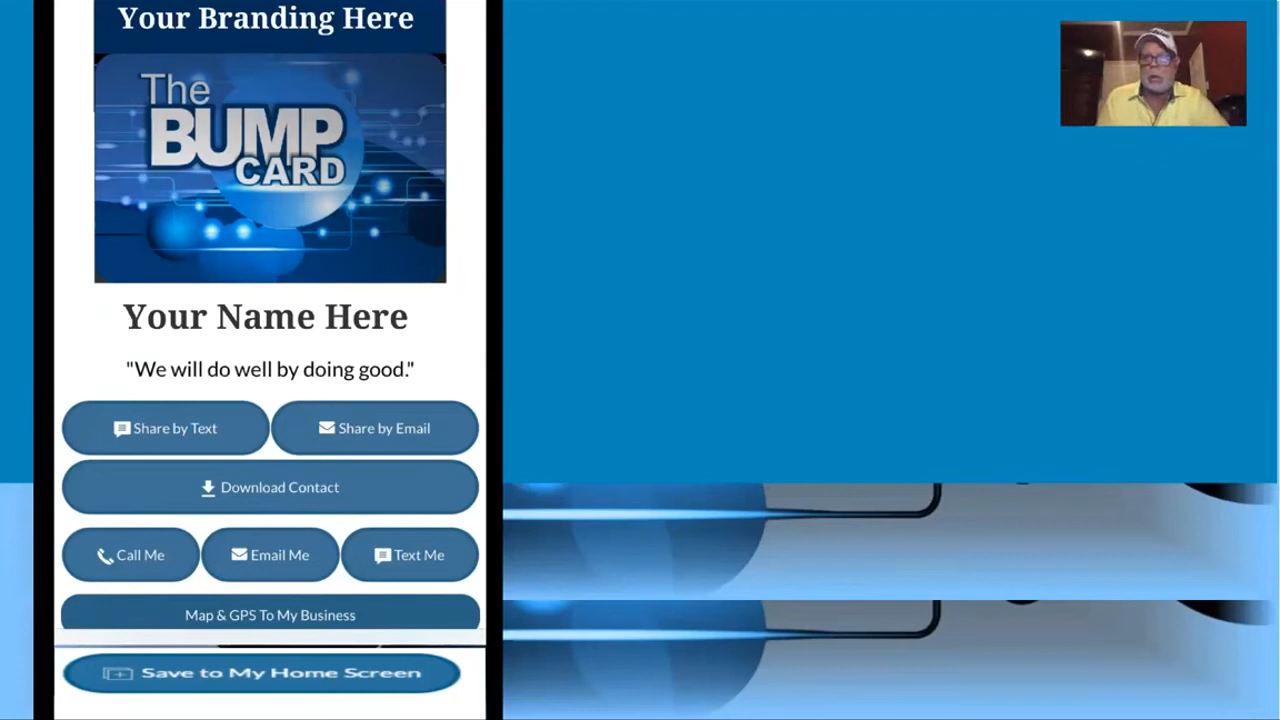 Your Branding Here
The
BUMP
CARD
Your Name Here
"We will do well by doing good."
Share by Text Share by Email
Download Contact
Call Me Email Me Text Me
Map & GPS To My Business
Save to My Home Screen